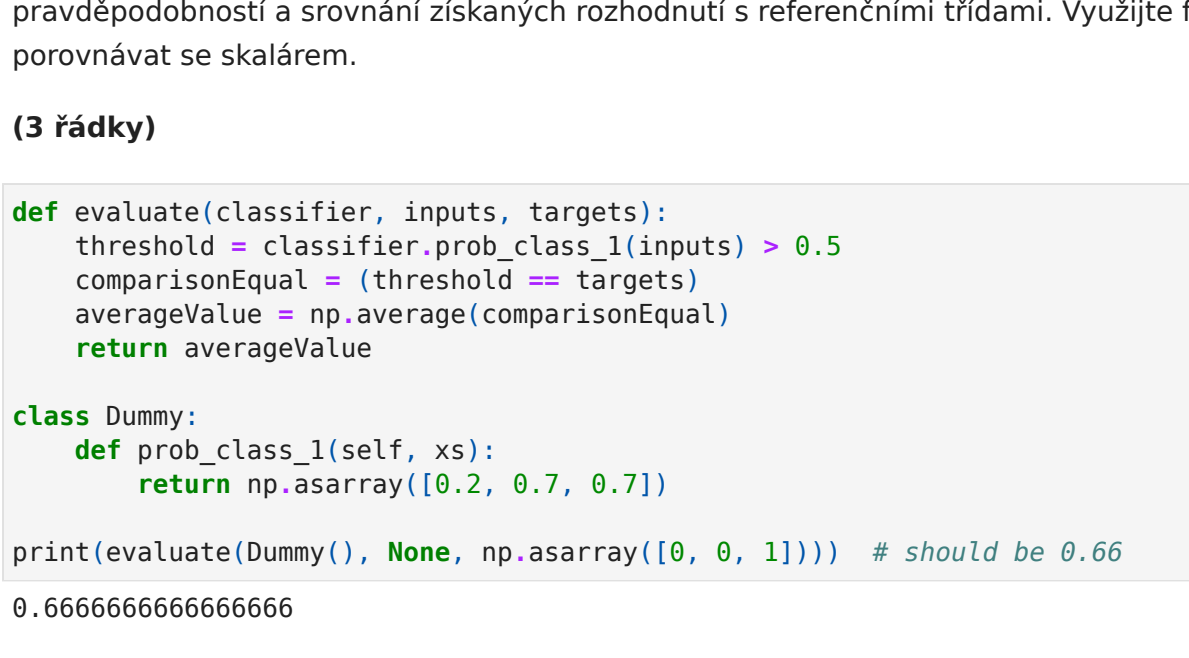 pravděpodobností a srovnání získaných rozhodnutí s referenčními třídami. Využijte
porovnávat se skalárem.
(3 řádky)
def evaluate(classifier, inputs, targets):
    threshold = classifier.prob_class_1(inputs) > 0.5
    comparisonEqual = (threshold == targets)
    averageValue = np.average(comparisonEqual)
    return averageValue
class Dummy:
    def prob_class_1(self, xs):
        return np.asarray([0.2, 0.7, 0.7])
print(evaluate(Dummy(), None, np.asarray([0, 0, 1])))  # should be 0.66
0.6666666666666666